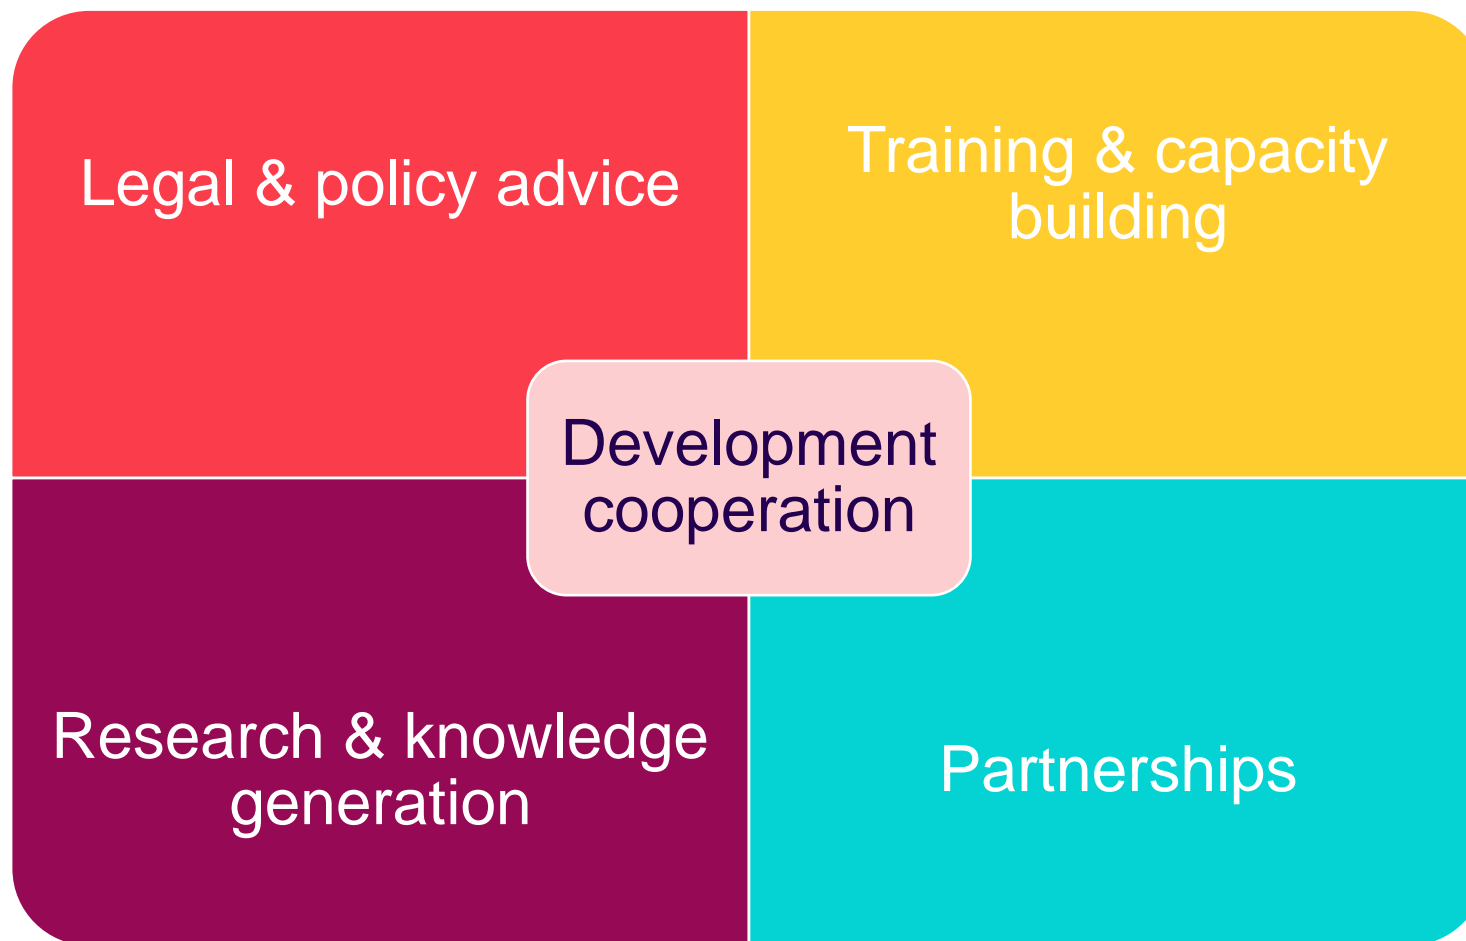 Legal & policy advice
Training & capacity
building
Development
cooperation
Research & knowledge
generation
Partnerships